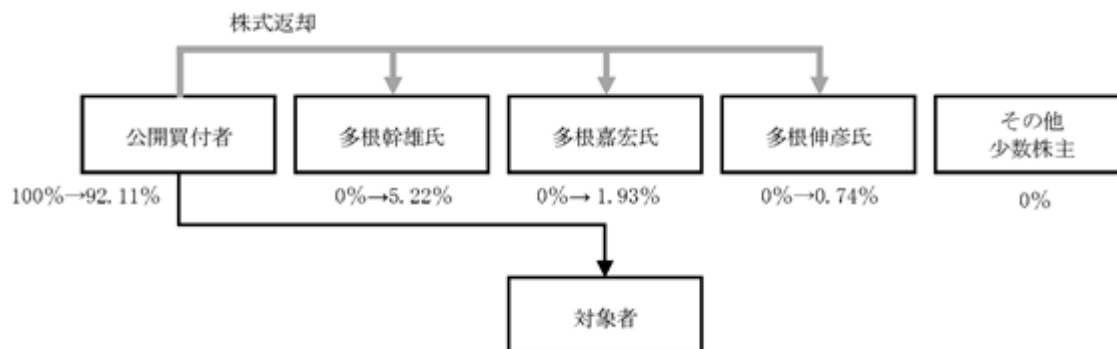 株式返却
公開買付者
多根幹雄氏
多根嘉宏氏
多根伸彦氏
その他
少数株主
100%→92.11%
0%→5.22%
0%→ 1.93%
0%→0.74%
0%
対象者